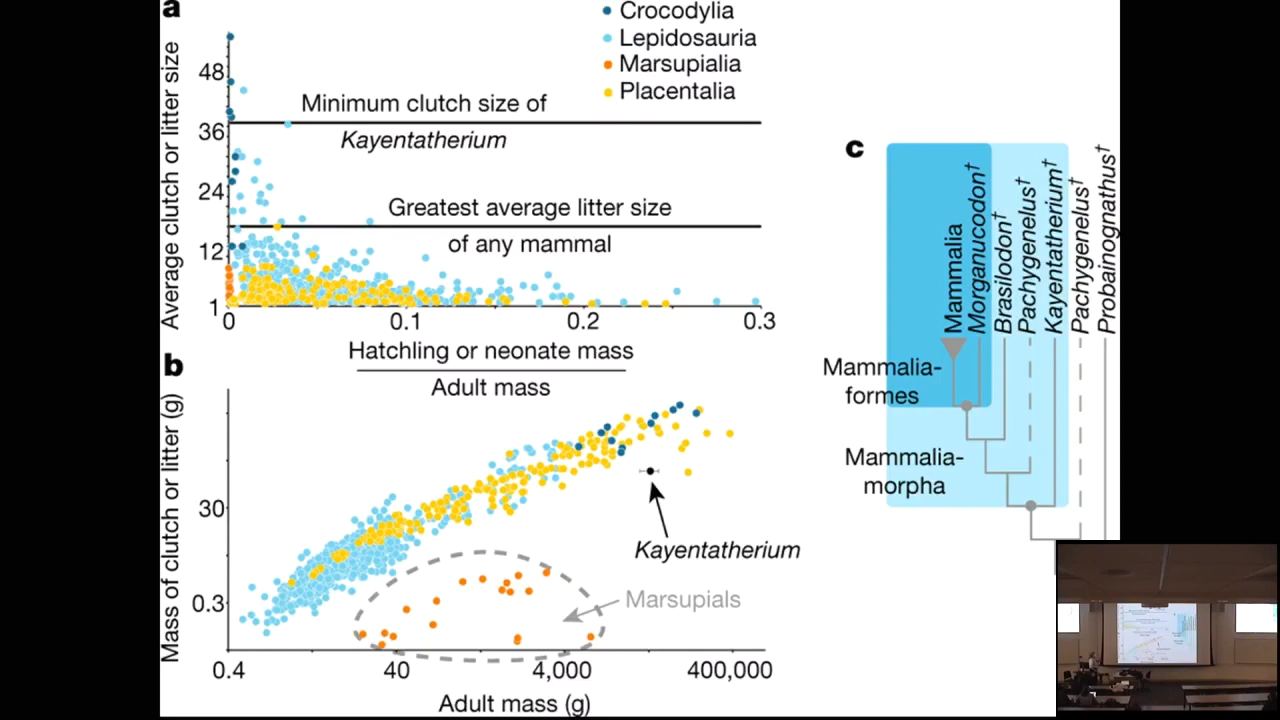 a
Crocodylia
Lepidosauria
Marsupialia
Placentalia
Average clutch or litter size
48
36
24
12
1
Minimum clutch size of
Kayentatherium
Greatest average litter size
of any mammal
0
0.1
0.2
0.3
Hatchling or neonate mass
Adult mass
b
Mass of clutch or litter (g)
30
0.3
Kayentatherium
Marsupials
0.4
40
4,000
400,000
Adult mass (g)
c
Mammalia
Morganucodon†
Brasilodon†
Pachygenelus†
Kayentatherium†
Pachygenelus†
Probainognathus†
Mammalia-
formes
Mammalia-
morpha